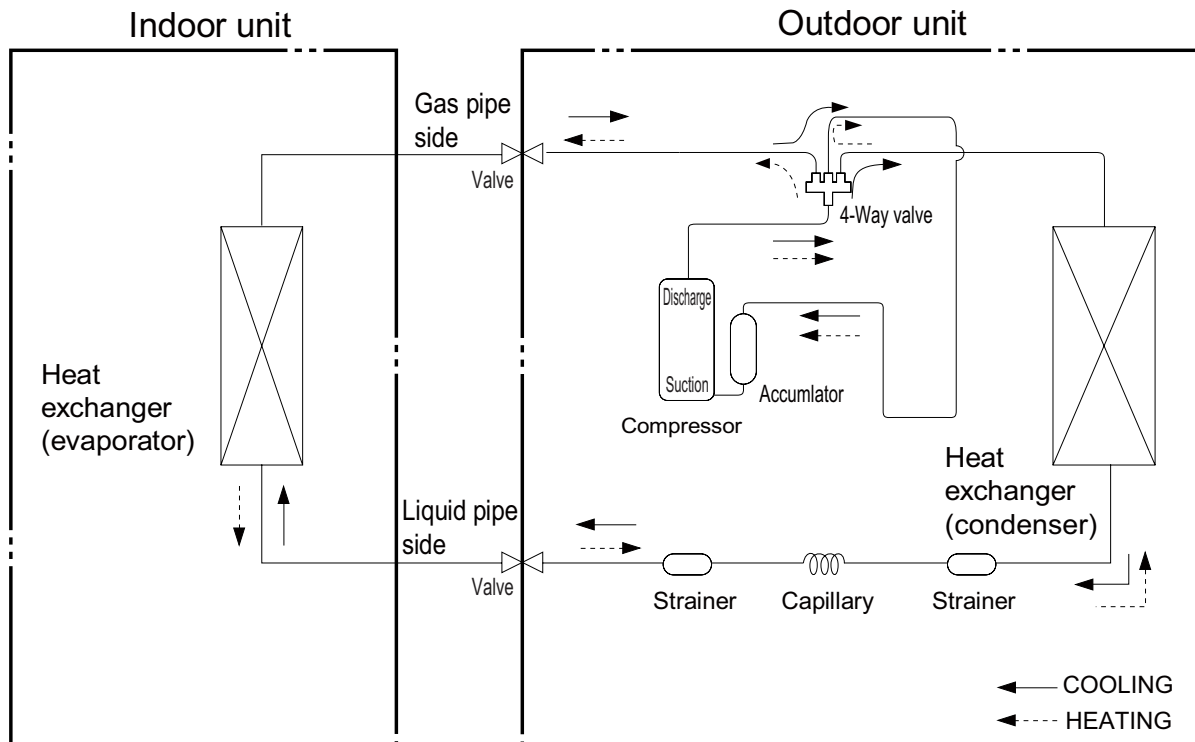 Indoor unit
Outdoor unit
Gas pipe
side
Valve
4-Way valve
Discharge
Suction
Accumlator
Compressor
Heat
exchanger
(evaporator)
Heat
exchanger
(condenser)
Liquid pipe
side
Valve
Strainer
Capillary
Strainer
COOLING
HEATING